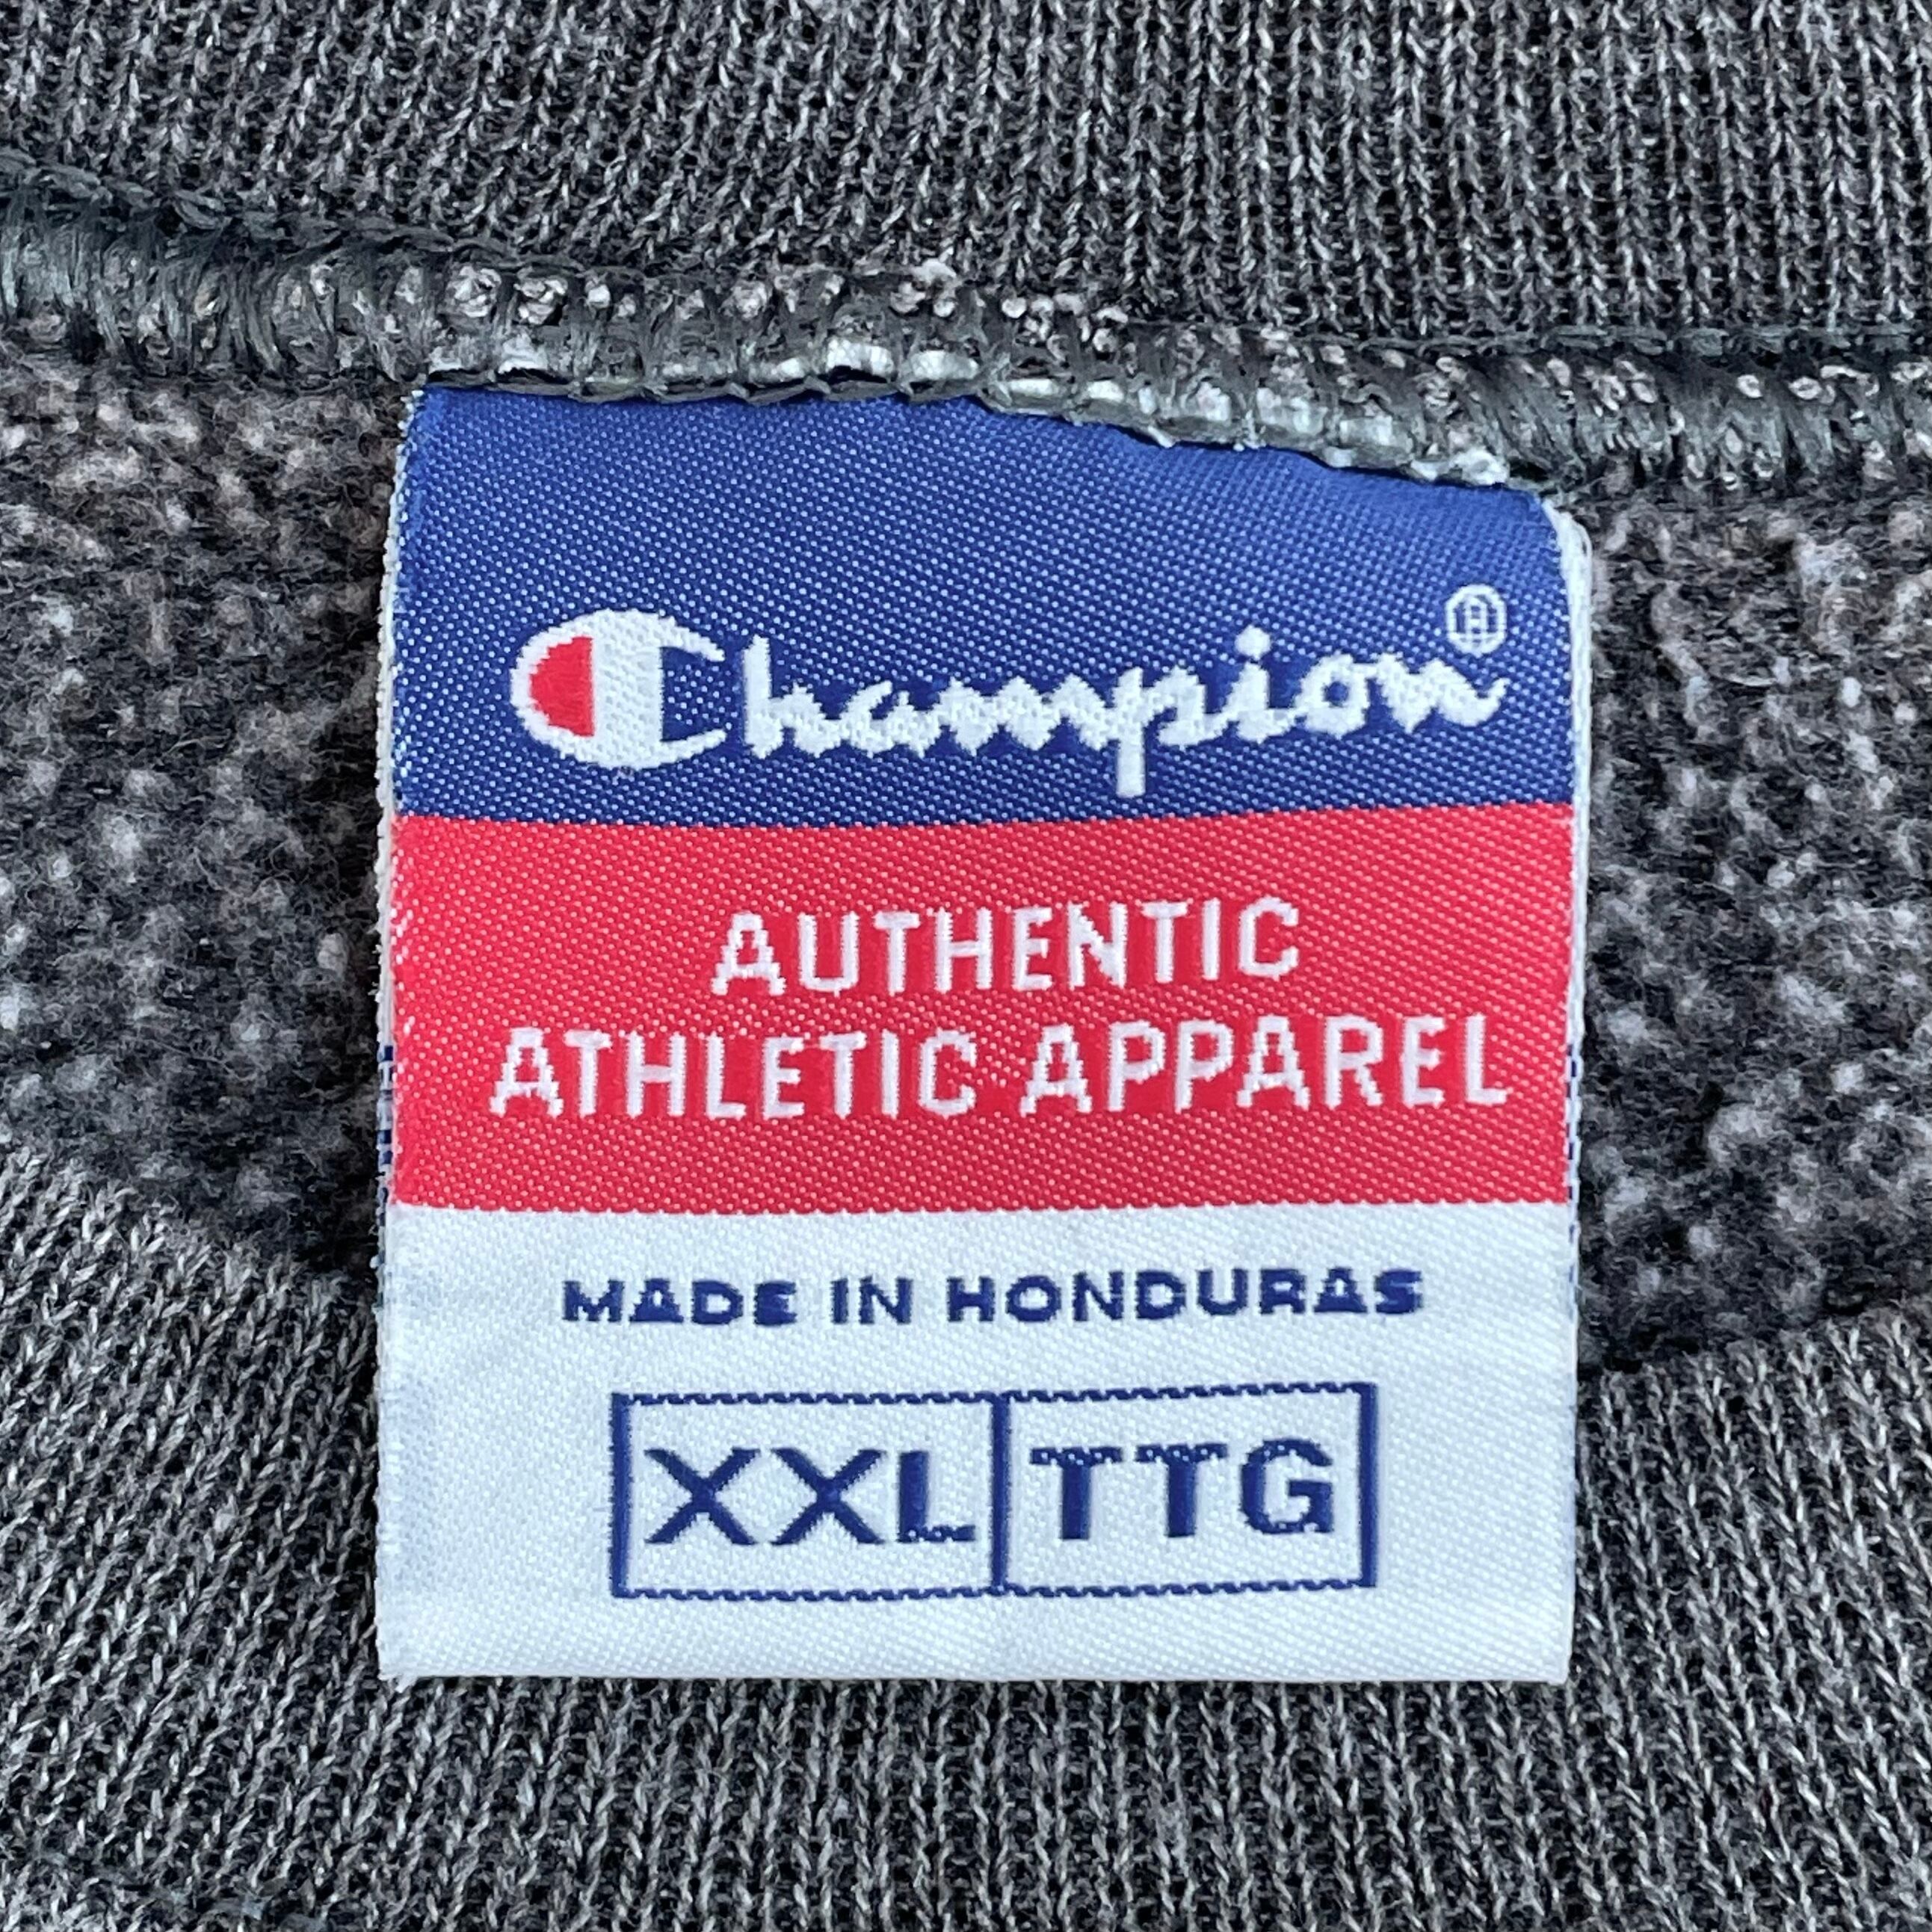 Champion®
AUTHENTIC
ATHLETIC APPAREL
MADE IN HONDURAS
XXL TTG